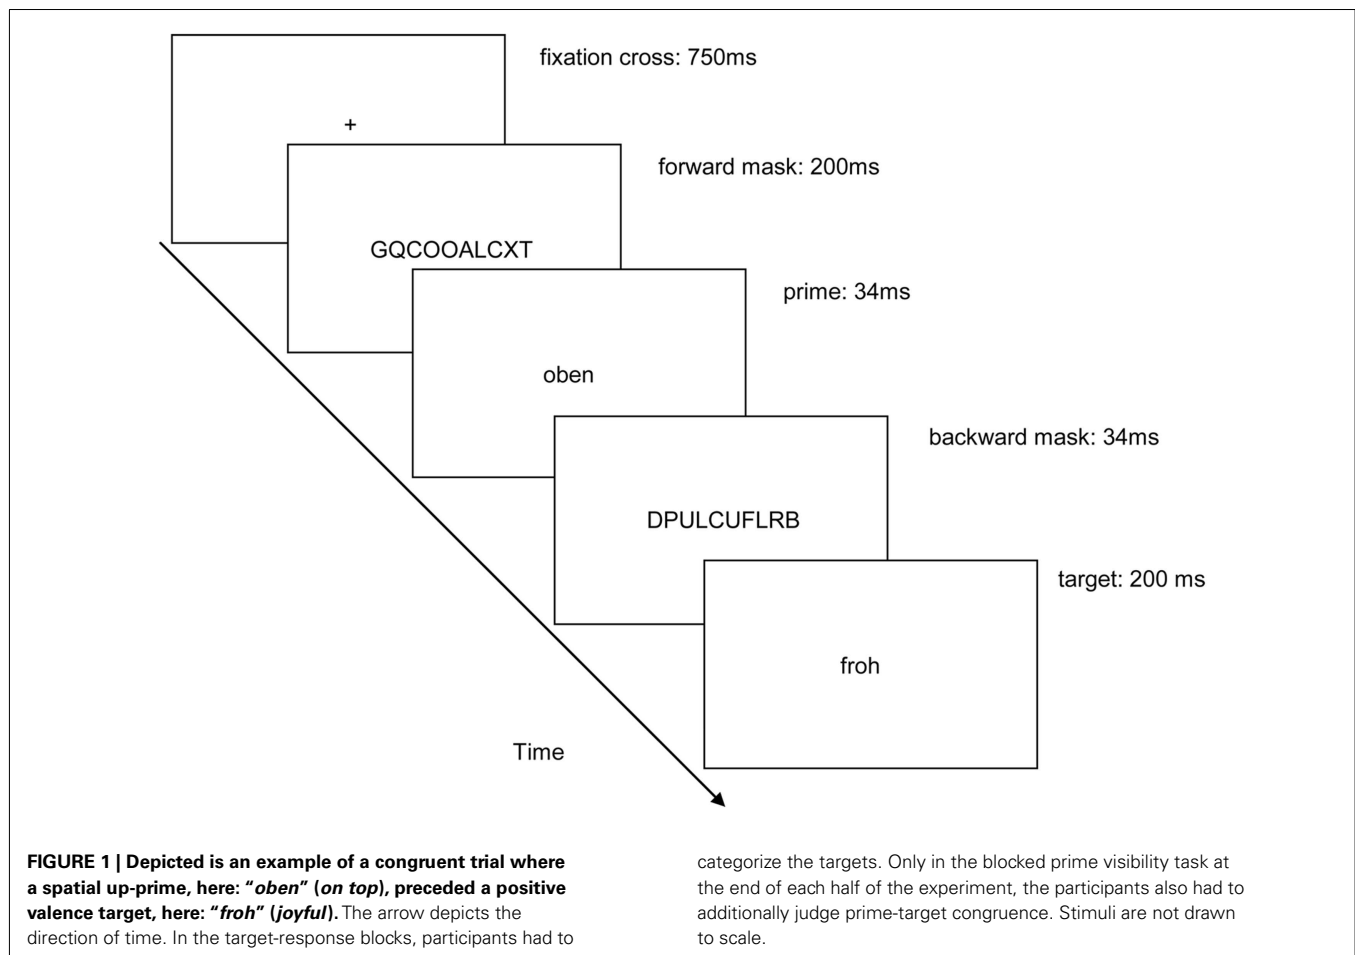 fixation cross: 750ms
+
forward mask: 200ms
GQCOOALCXT
prime: 34ms
oben
backward mask: 34ms
DPULCUFLRB
target: 200 ms
froh
Time
FIGURE 1 | Depicted is an example of a congruent trial where
a spatial up-prime, here: “oben” (on top), preceded a positive
valence target, here: “froh” (joyful). The arrow depicts the
direction of time. In the target-response blocks, participants had to
categorize the targets. Only in the blocked prime visibility task at
the end of each half of the experiment, the participants also had to
additionally judge prime-target congruence. Stimuli are not drawn
to scale.